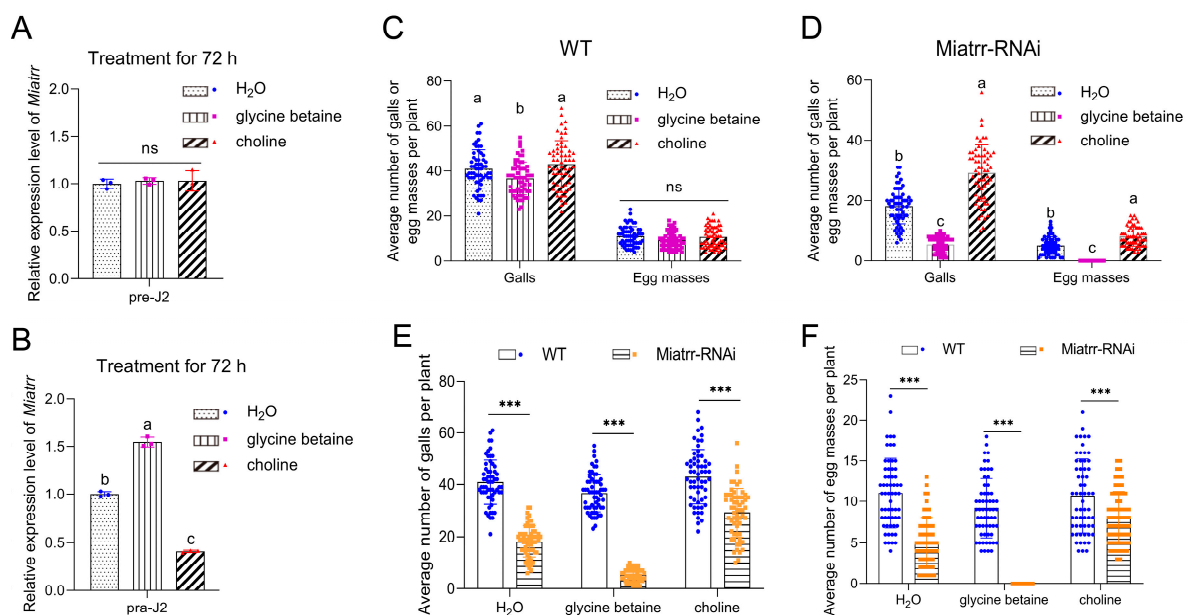 A
Treatment for 72 h
Relative expression level of Miairr
2.0
1.5
1.0
0.5
0.0
H₂O
glycine betaine
choline
ns
pre-J2
B
Treatment for 72 h
Relative expression level of Miatrr
2.0
1.5
1.0
0.5
0.0
H₂O
glycine betaine
choline
b
a
c
pra-J2
C
WT
Average number of galls or
egg masses per plant
80
60
40
20
0
H₂O
glycine betaine
choline
a
b
a
ns
Galls
Egg masses
D
Miatrr-RNAi
Average number of galls or
egg masses per plant
60
40
20
0
H₂O
glycine betaine
choline
b
c
a
b
c
a
Galls
Egg masses
E
WT
Miatrr-RNAi
Average number of galls per plant
80
60
40
20
0
***
***
***
H₂O
glycine betaine
choline
F
WT
Miatrr-RNAi
Average number of egg masses per plant
25
20
15
10
5
0
***
***
***
H₂O
glycine betaine
choline